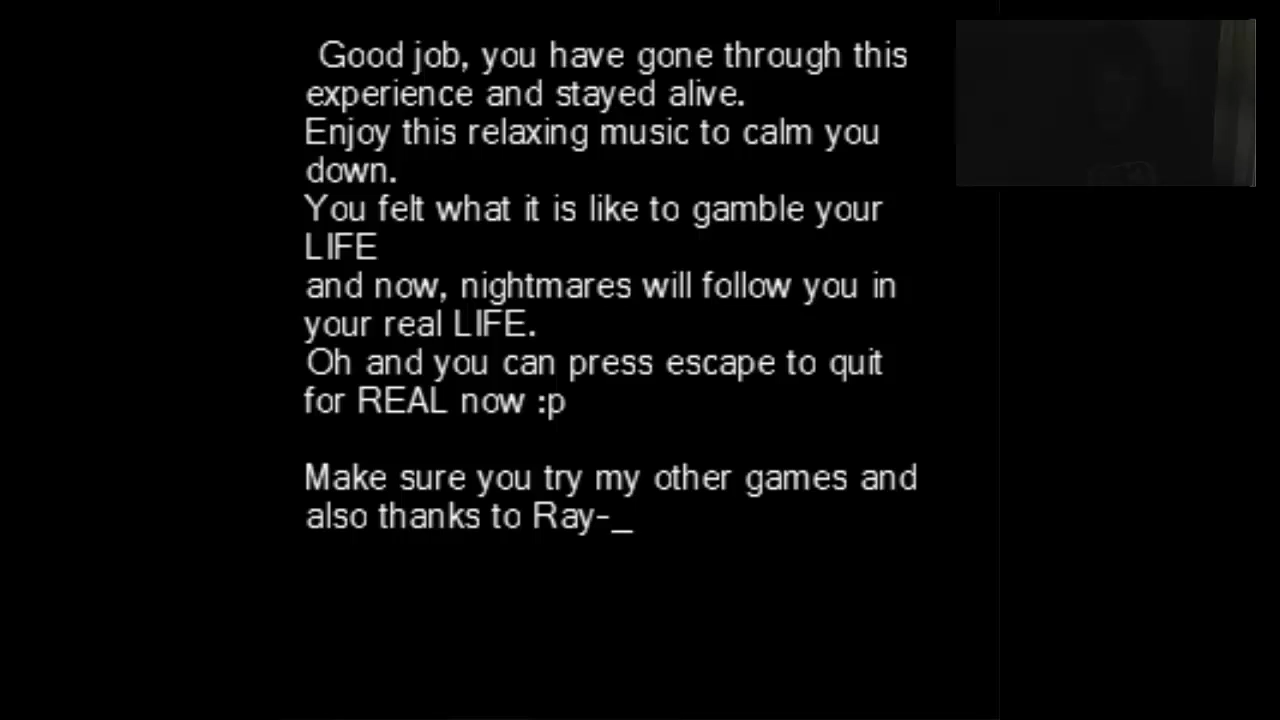 Good job, you have gone through this
experience and stayed alive.
Enjoy this relaxing music to calm you
down.
You felt what it is like to gamble your
LIFE
and now, nightmares will follow you in
your real LIFE.
Oh and you can press escape to quit
for REAL now :p
Make sure you try my other games and
also thanks to Ray-_